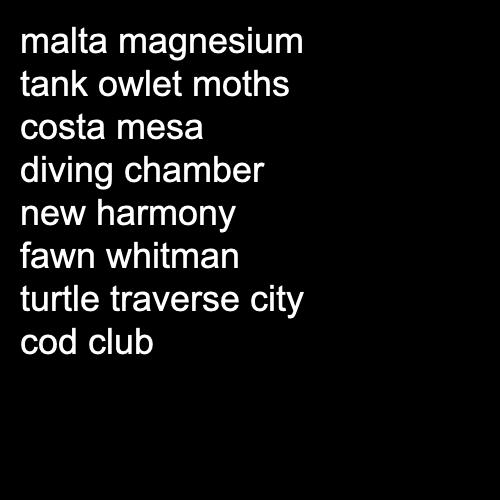 malta magnesium
tank owlet moths
costa mesa
diving chamber
new harmony
fawn whitman
turtle traverse city
cod club